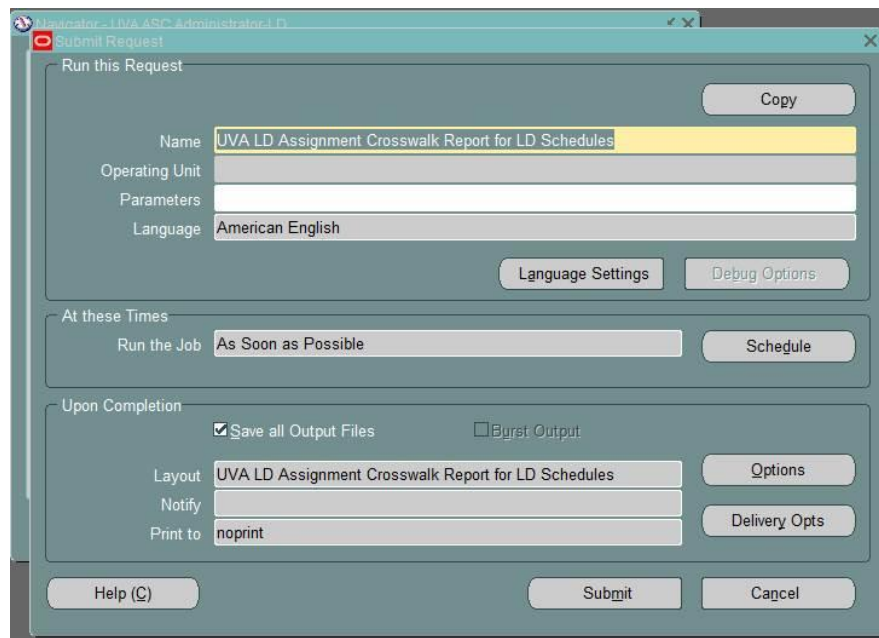 Navigator - UVA ASC Administrator-LD
Submit Request
Run this Request
Copy
Name UVA LD Assignment Crosswalk Report for LD Schedules
Operating Unit
Parameters
Language American English
Language Settings Debug Options
At these Times
Run the Job As Soon as Possible Schedule
Upon Completion
Save all Output Files Burst Output
Layout UVA LD Assignment Crosswalk Report for LD Schedules Options
Notify
Delivery Opts
Print to noprint
Help (C) Submit Cancel